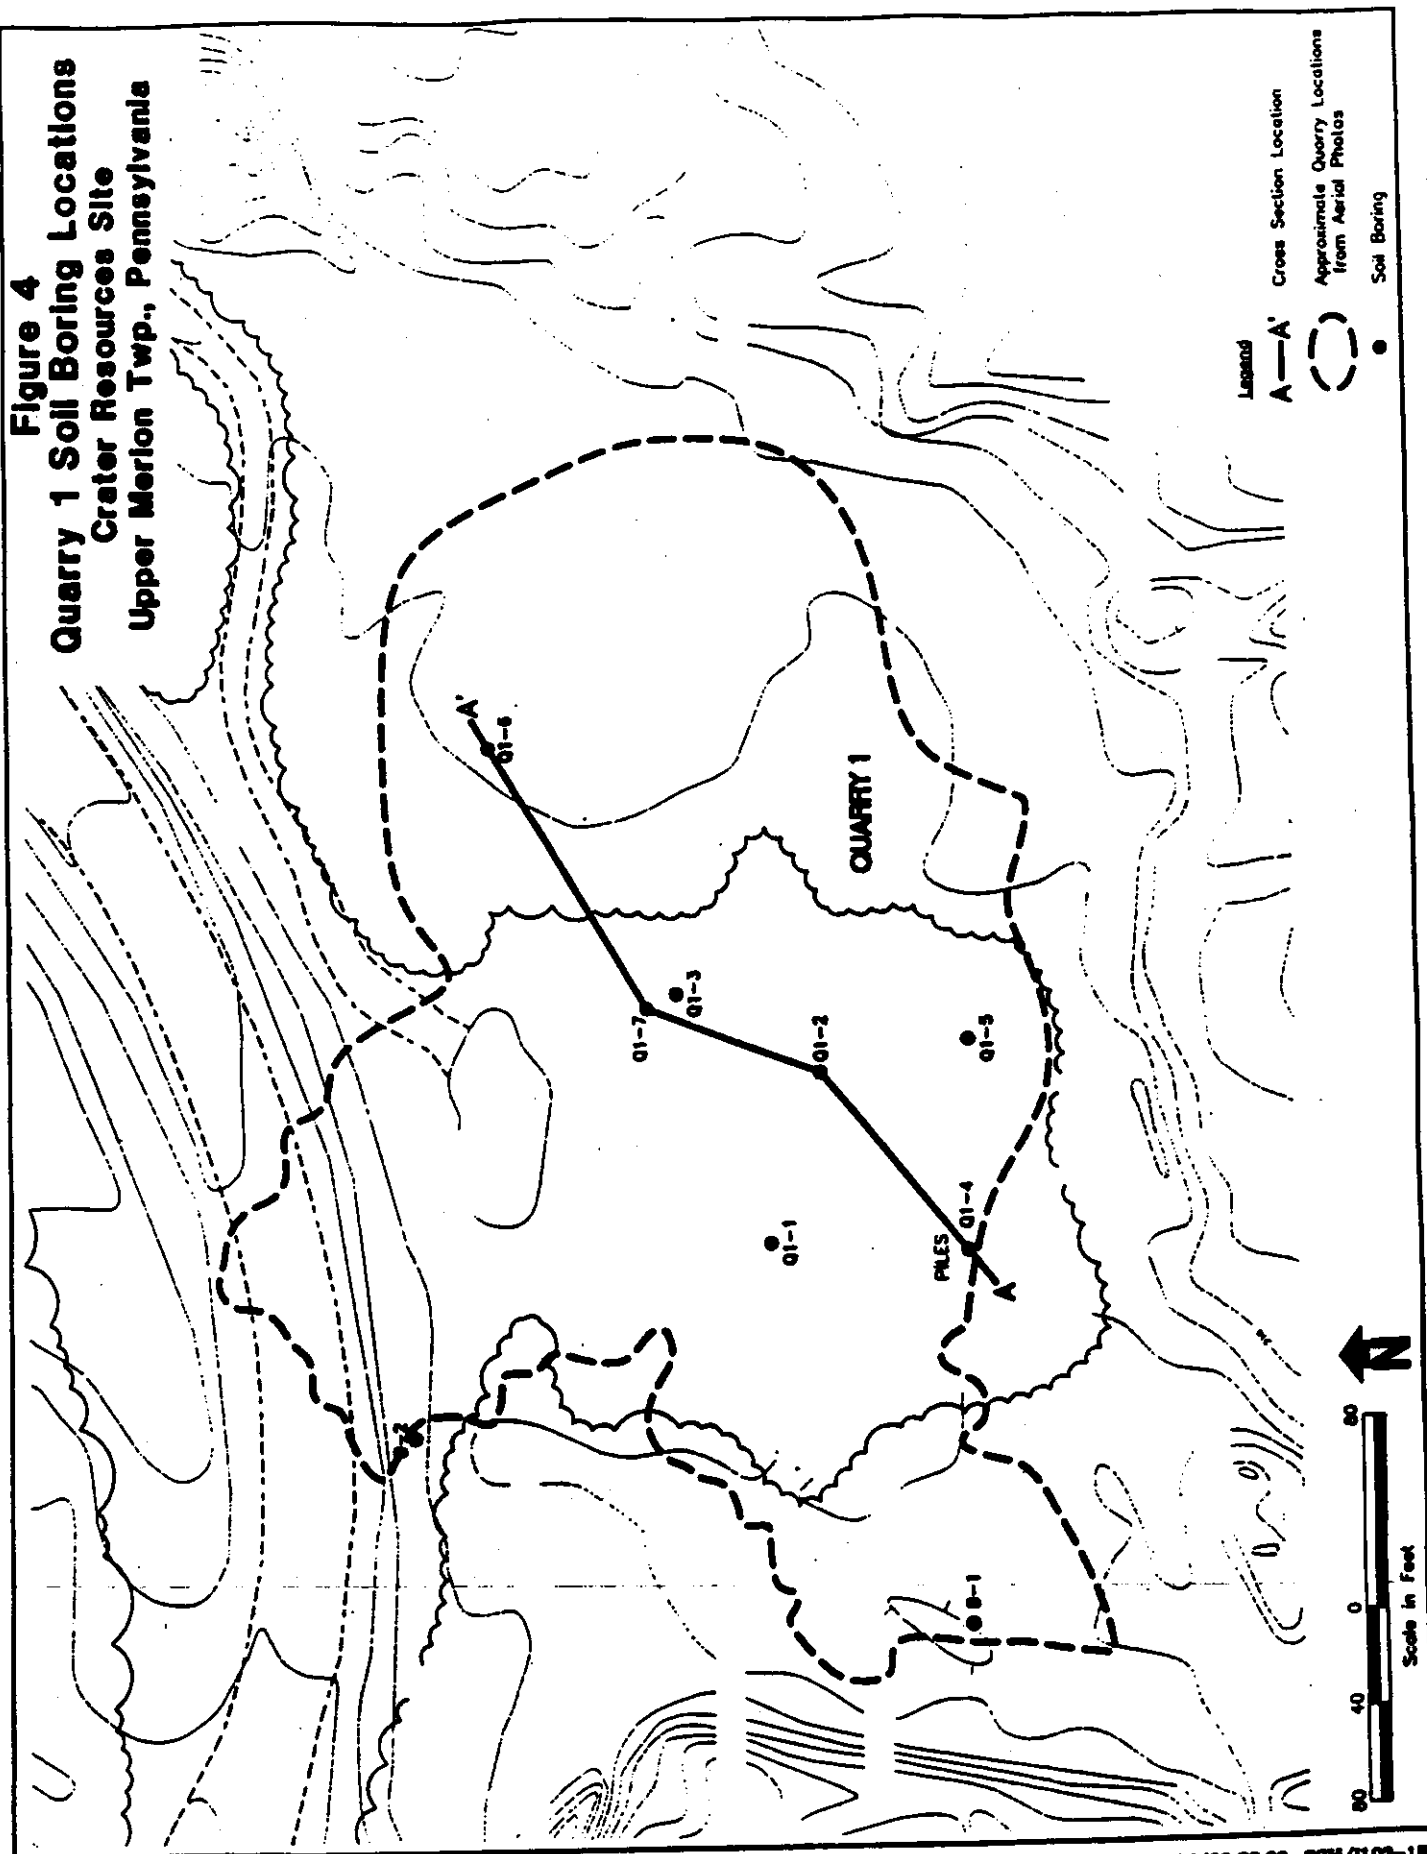 Figure 4
Quarry 1 Soil Boring Locations
Crater Resources Site
Upper Merion Twp., Pennsylvania
A'
Q1-6
QUARRY 1
Q1-7
Q1-3
Q1-2
Q1-5
Q1-1
PILES
Q1-4
A
B-1
Legend
A — A' Cross Section Location
Approximate Quarry Locations
from Aerial Photos
Soil Boring
N
80 40 0 80
Scale in Feet